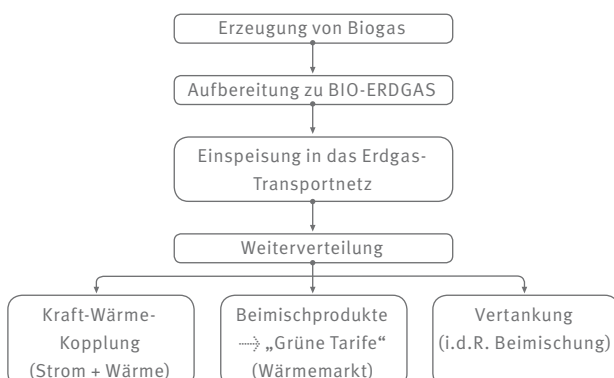 Erzeugung von Biogas
Aufbereitung zu BIO-ERDGAS
Einspeisung in das Erdgas-
Transportnetz
Weiterverteilung
Kraft-Wärme-
Kopplung
(Strom + Wärme)
Beimischprodukte
⇢ „Grüne Tarife“
(Wärmemarkt)
Vertankung
(i.d.R. Beimischung)